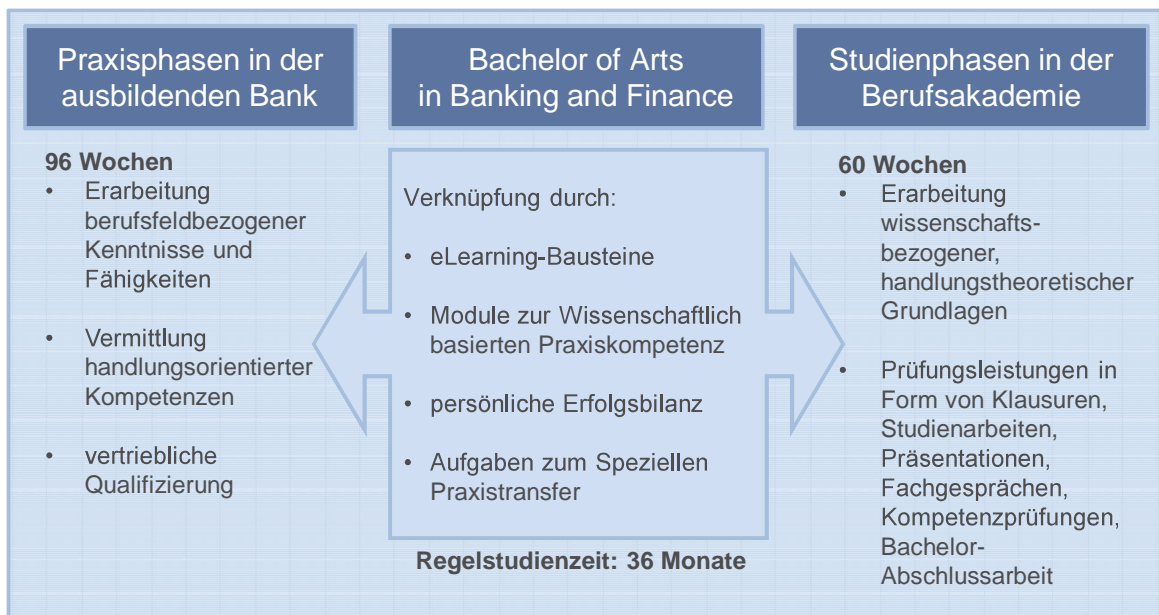 Praxisphasen in der
ausbildenden Bank
96 Wochen
• Erarbeitung
berufsfeldbezogener
Kenntnisse und
Fähigkeiten
• Vermittlung
handlungsorientierter
Kompetenzen
• vertriebliche
Qualifizierung
Bachelor of Arts
in Banking and Finance
Verknüpfung durch:
• eLearning-Bausteine
• Module zur Wissenschaftlich
basierten Praxiskompetenz
• persönliche Erfolgsbilanz
• Aufgaben zum Speziellen
Praxistransfer
Regelstudienzeit: 36 Monate
Studienphasen in der
Berufsakademie
60 Wochen
• Erarbeitung
wissenschafts-
bezogener,
handlungstheoretischer
Grundlagen
• Prüfungsleistungen in
Form von Klausuren,
Studienarbeiten,
Präsentationen,
Fachgesprächen,
Kompetenzprüfungen,
Bachelor-
Abschlussarbeit